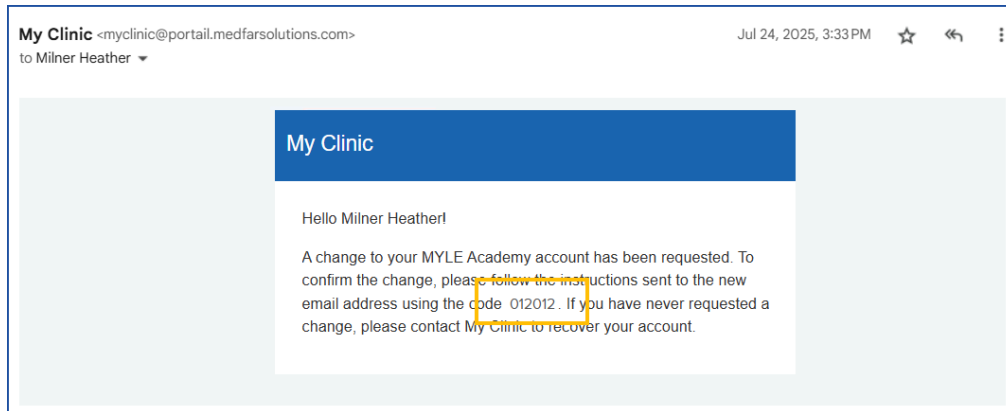 My Clinic <myclinic@portail.medfarsolutions.com> Jul 24, 2025, 3:33 PM
to Milner Heather
My Clinic
Hello Milner Heather!
A change to your MYLE Academy account has been requested. To
confirm the change, please follow the instructions sent to the new
email address using the code 012012. If you have never requested a
change, please contact My Clinic to recover your account.